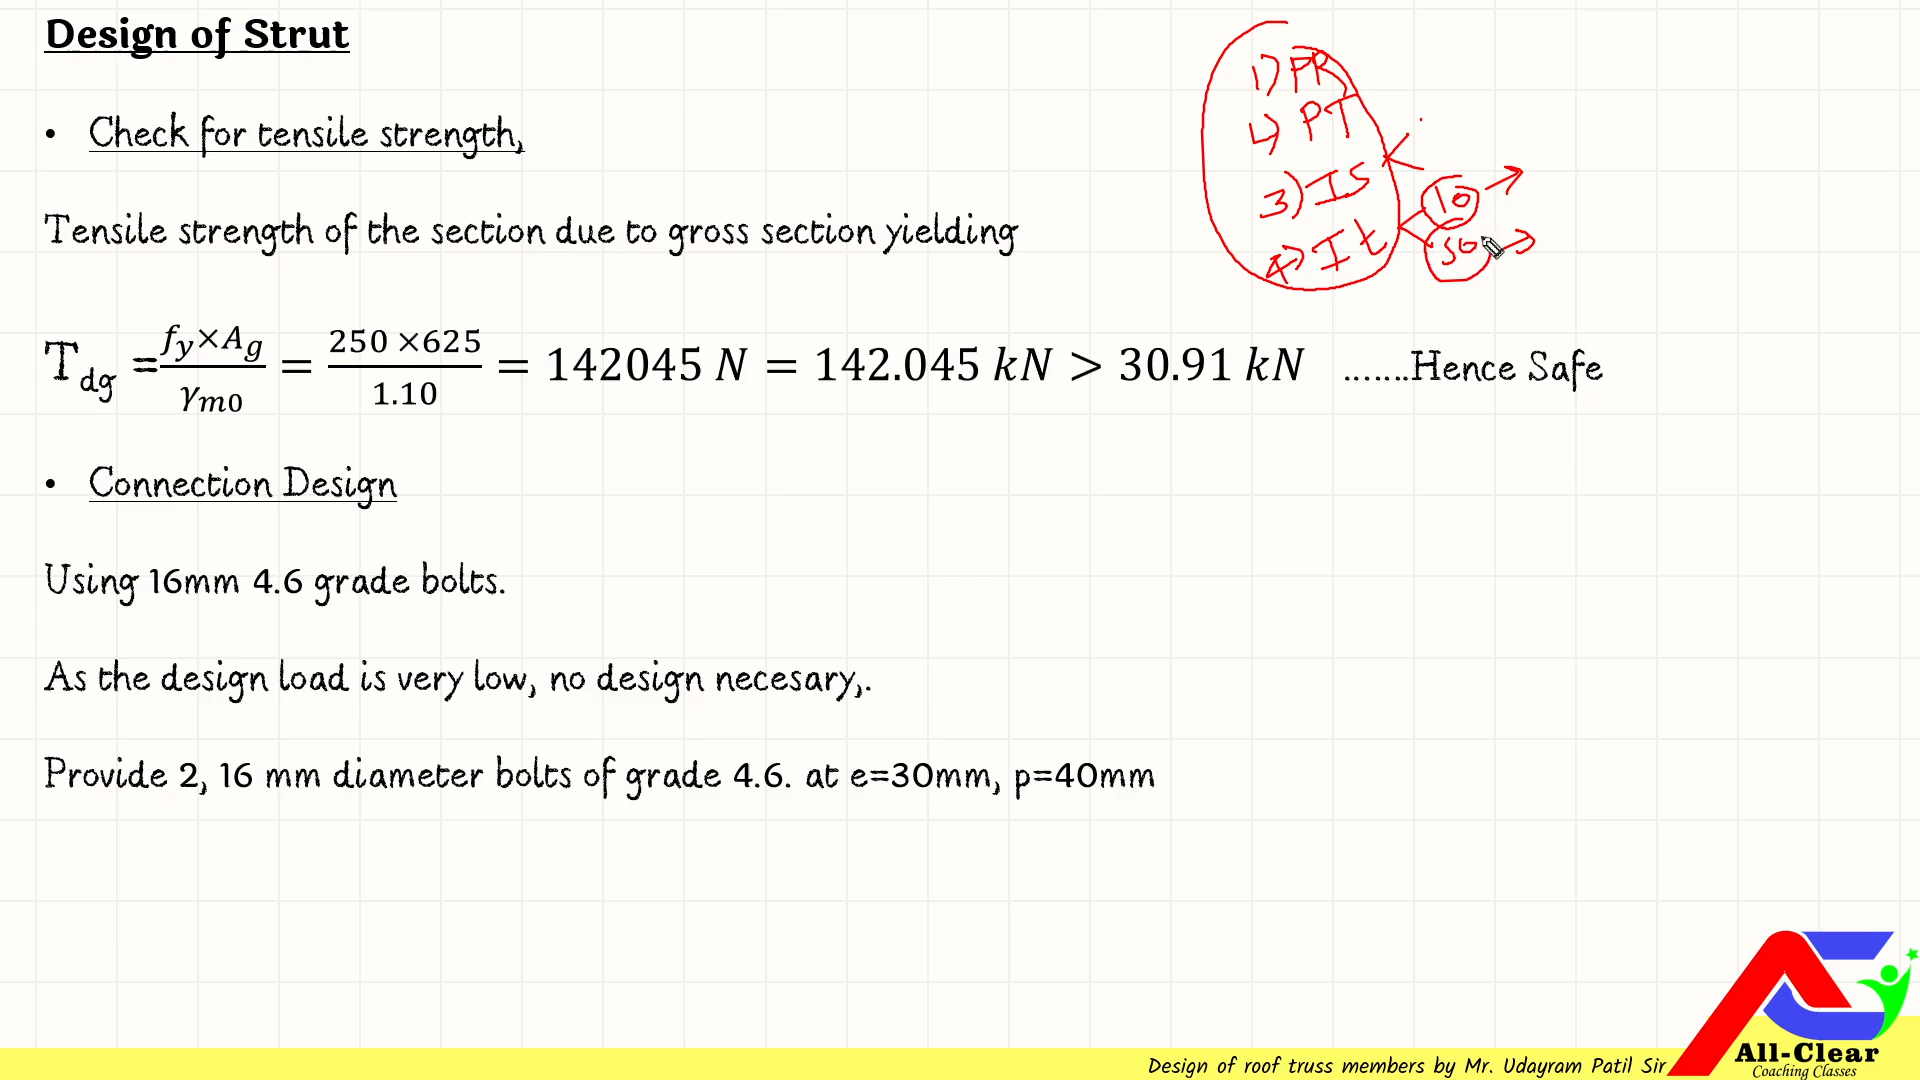 Design of Strut
1) PR
2) PT
3) IS
4) It
10
50
• Check for tensile strength,
Tensile strength of the section due to gross section yielding
T_dg = (f_y × A_g)/γ_m0 = (250 ×625)/1.10 = 142045 N = 142.045 kN > 30.91 kN .......Hence Safe
• Connection Design
Using 16mm 4.6 grade bolts.
As the design load is very low, no design necesary,.
Provide 2, 16 mm diameter bolts of grade 4.6. at e=30mm, p=40mm
Design of roof truss members by Mr. Udayram Patil Sir
All-Clear
Coaching Classes